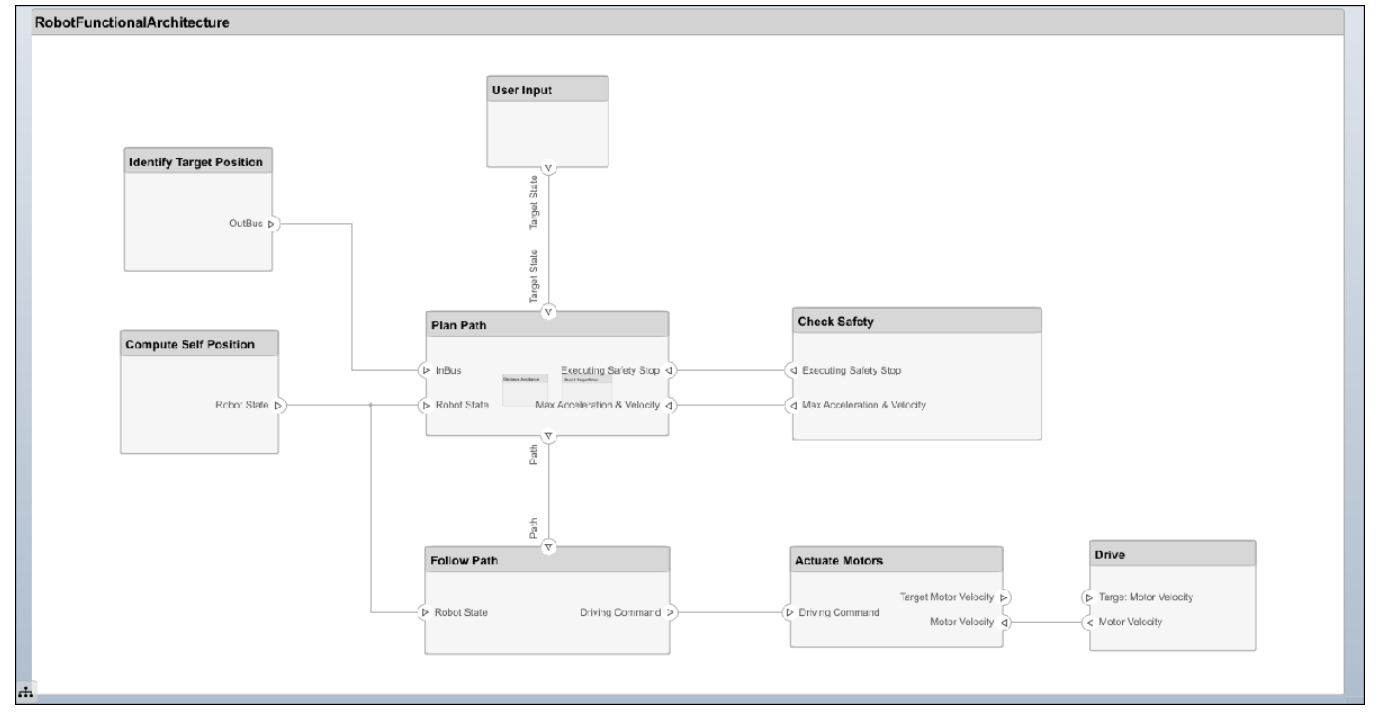 RobotFunctionalArchitecture
User Input
Target State
Identify Target Position
OutBus
Target State
Plan Path
InBus
Executing Safety Stop
Robot State
Max Acceleration & Velocity
Check Safety
Executing Safety Stop
Max Acceleration & Velocity
Compute Self Position
Robot State
Path
Path
Follow Path
Robot State
Driving Command
Actuate Motors
Target Motor Velocity
Driving Command
Motor Velocity
Drive
Target Motor Velocity
Motor Velocity